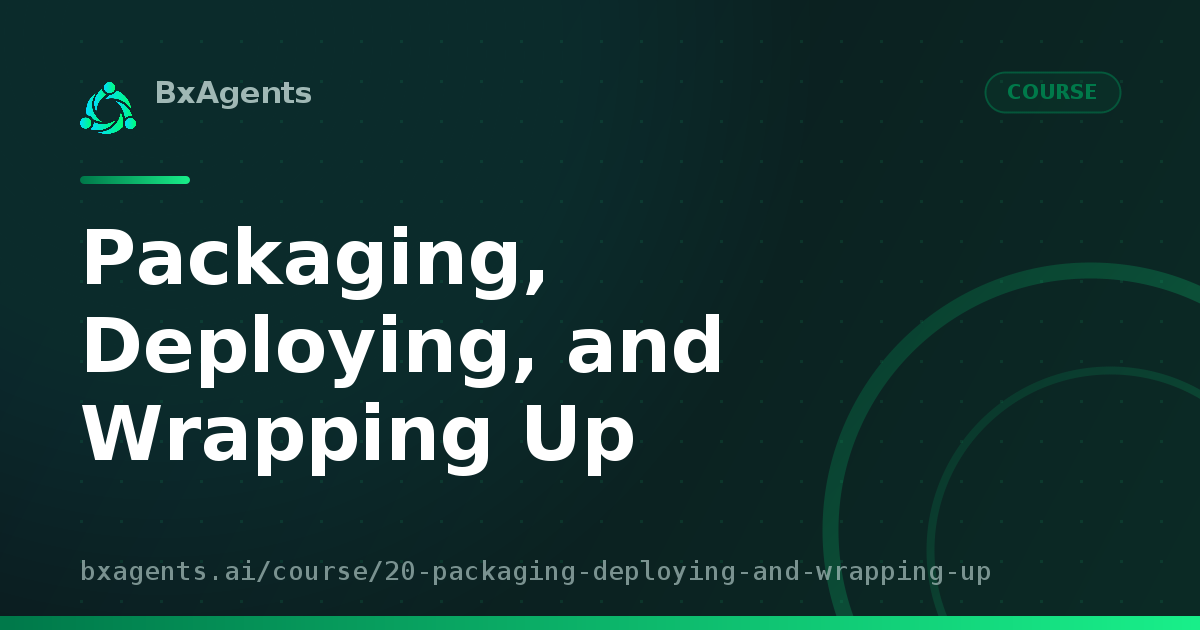 BxAgents
COURSE
Packaging,
Deploying, and
Wrapping Up
bxagents.ai/course/20-packaging-deploying-and-wrapping-up